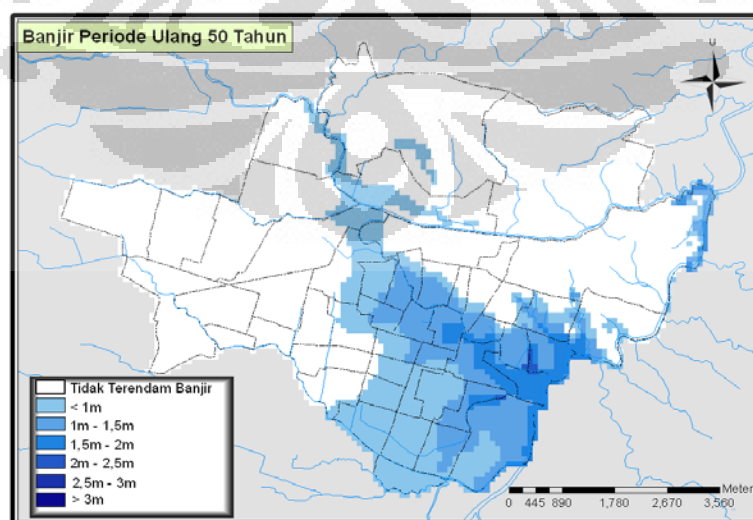 Banjir Periode Ulang 50 Tahun
U
Tidak Terendam Banjir
< 1m
1m - 1,5m
1,5m - 2m
2m - 2,5m
2,5m - 3m
> 3m
Meter
0 445 890 1,780 2,670 3,560